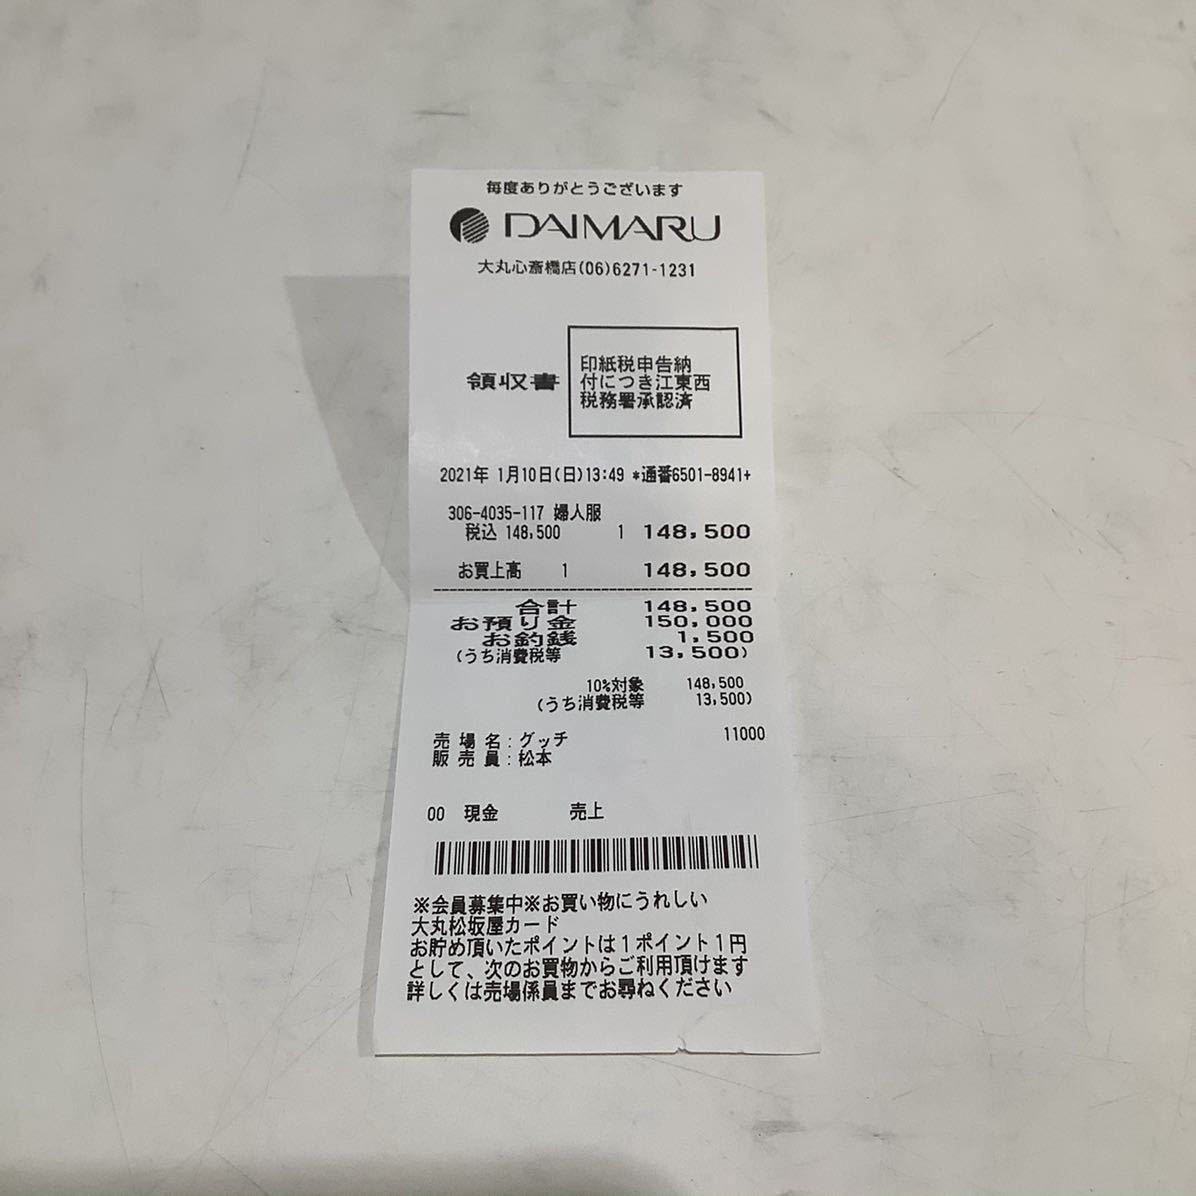 毎度ありがとうございます
DAIMARU
大丸心斎橋店(06)6271-1231
領収書
印紙税申告納
付につき江東西
税務署承認済
2021年 1月10日(日)13:49 *通番6501-8941+
306-4035-117 婦人服
税込 148,500 1 148,500
お買上高 1 148,500
合計 148,500
お預り金 150,000
お釣銭 1,500
(うち消費税等 13,500)
10%対象 148,500
(うち消費税等 13,500)
売場名:グッチ 11000
販売員:松本
00 現金 売上
※会員募集中※お買い物にうれしい
大丸松坂屋カード
お貯め頂いたポイントは1ポイント1円
として、次のお買物からご利用頂けます
詳しくは売場係員までお尋ねください